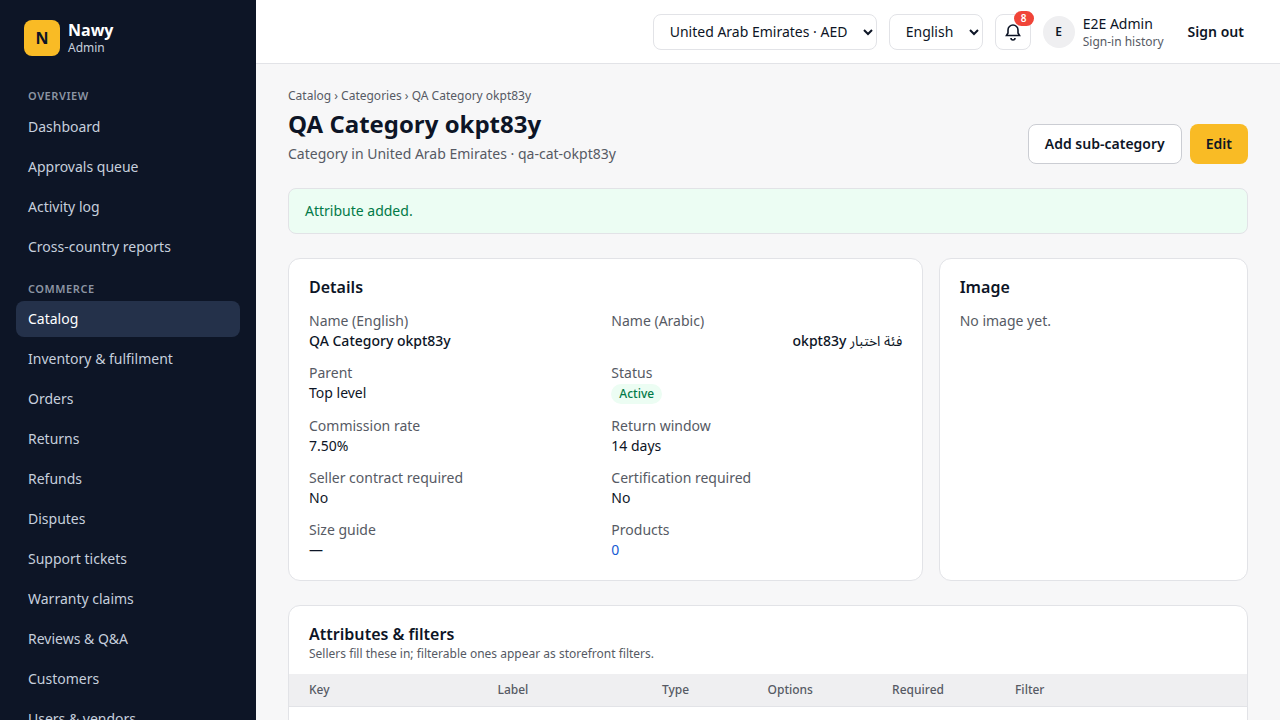 N
Nawy
Admin
OVERVIEW
Dashboard
Approvals queue
Activity log
Cross-country reports
COMMERCE
Catalog
Inventory & fulfilment
Orders
Returns
Refunds
Disputes
Support tickets
Warranty claims
Reviews & Q&A
Customers
Users & vendors
United Arab Emirates · AED
English
8
E
E2E Admin
Sign-in history
Sign out
Catalog › Categories › QA Category okpt83y
QA Category okpt83y
Category in United Arab Emirates · qa-cat-okpt83y
Add sub-category
Edit
Attribute added.
Details
Name (English)
QA Category okpt83y
Name (Arabic)
فئة اختبار okpt83y
Parent
Top level
Status
Active
Commission rate
7.50%
Return window
14 days
Seller contract required
No
Certification required
No
Size guide
—
Products
0
Image
No image yet.
Attributes & filters
Sellers fill these in; filterable ones appear as storefront filters.
Key Label Type Options Required Filter